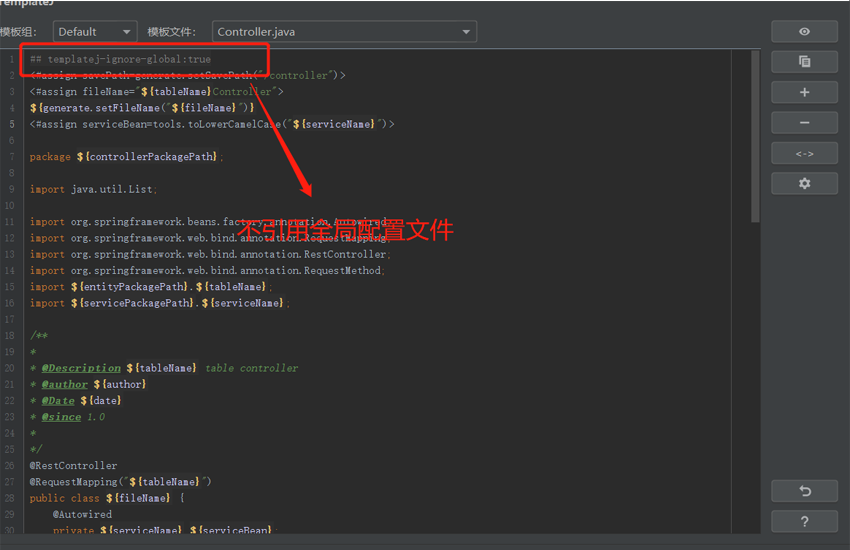 TemplateJ
模板组: Default 模板文件: Controller.java
1 ## templatej-ignore-global:true
2 <#assign savePath=generate.setSavePath("/controller")>
3 <#assign fileName="${tableName}Controller">
4 ${generate.setFileName("${fileName}")}
5 <#assign serviceBean=tools.toLowerCamelCase("${serviceName}")>
6
7 package ${controllerPackagePath};
8
9 import java.util.List;
10
11 import org.springframework.beans.factory.annotation.Autowired;
不引用全局配置文件
12 import org.springframework.web.bind.annotation.RequestMapping;
13 import org.springframework.web.bind.annotation.RestController;
14 import org.springframework.web.bind.annotation.RequestMethod;
15 import ${entityPackagePath}.${tableName};
16 import ${servicePackagePath}.${serviceName};
17
18 /**
19 *
20 * @Description ${tableName} table controller
21 * @author ${author}
22 * @Date ${date}
23 * @since 1.0
24 *
25 */
26 @RestController
27 @RequestMapping("${tableName}")
28 public class ${fileName} {
29 @Autowired
30 private ${serviceName} ${serviceBean};
<->
?